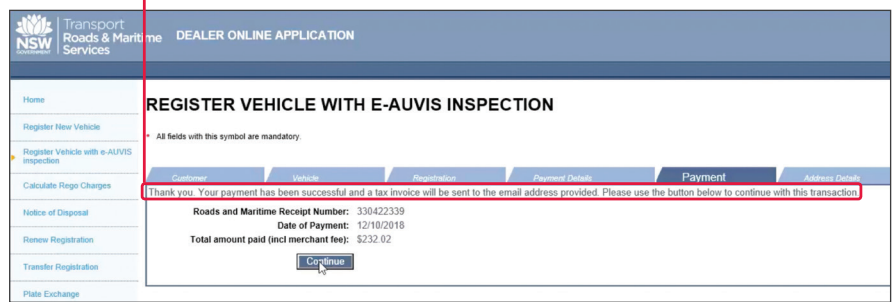 Transport
Roads & Maritime
Services
NSW
GOVERNMENT
DEALER ONLINE APPLICATION
Home
Register New Vehicle
Register Vehicle with e-AUVIS
inspection
Calculate Rego Charges
Notice of Disposal
Renew Registration
Transfer Registration
Plate Exchange
REGISTER VEHICLE WITH E-AUVIS INSPECTION
* All fields with this symbol are mandatory.
Customer Vehicle Registration Payment Details Payment Address Details
Thank you. Your payment has been successful and a tax invoice will be sent to the email address provided. Please use the button below to continue with this transaction.
Roads and Maritime Receipt Number: 330422339
Date of Payment: 12/10/2018
Total amount paid (incl merchant fee): $232.02
Continue